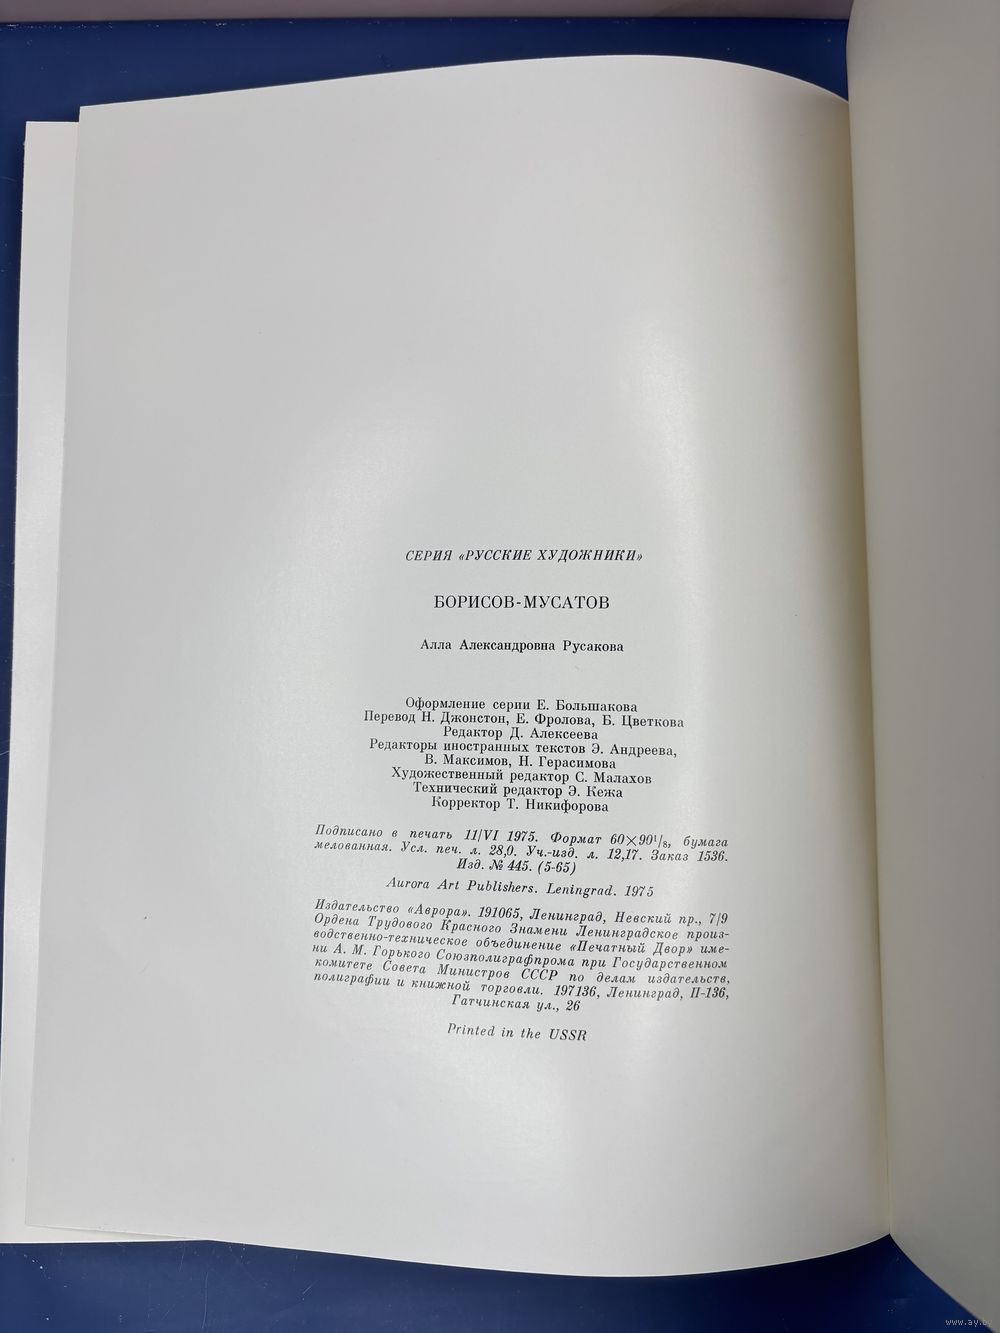 СЕРИЯ «РУССКИЕ ХУДОЖНИКИ»
БОРИСОВ-МУСАТОВ
Алла Александровна Русакова
Оформление серии Е. Большакова
Перевод Н. Джонстон, Е. Фролова, Б. Цветкова
Редактор Д. Алексеева
Редакторы иностранных текстов Э. Андреева,
В. Максимов, Н. Герасимова
Художественный редактор С. Малахов
Технический редактор Э. Кежа
Корректор Т. Никифорова
Подписано в печать 11/VI 1975. Формат 60×90¹/₈, бумага
мелованная. Усл. печ. л. 28,0. Уч.-изд. л. 12,17. Заказ 1536.
Изд. № 445. (5-65)
Aurora Art Publishers. Leningrad. 1975
Издательство «Аврора». 191065, Ленинград, Невский пр., 7/9
Ордена Трудового Красного Знамени Ленинградское произ-
водственно-техническое объединение «Печатный Двор» име-
ни А. М. Горького Союзполиграфпрома при Государственном
комитете Совета Министров СССР по делам издательств,
полиграфии и книжной торговли. 197136, Ленинград, П-136,
Гатчинская ул., 26
Printed in the USSR
www.ay.by